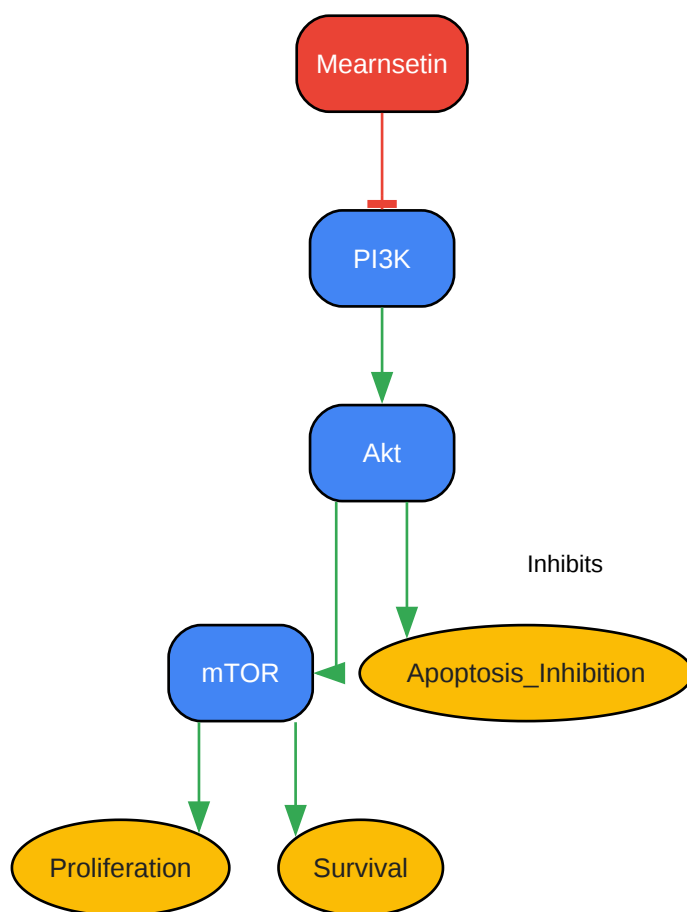 Mearnsetin
PI3K
Akt
Inhibits
mTOR
Apoptosis_Inhibition
Proliferation
Survival